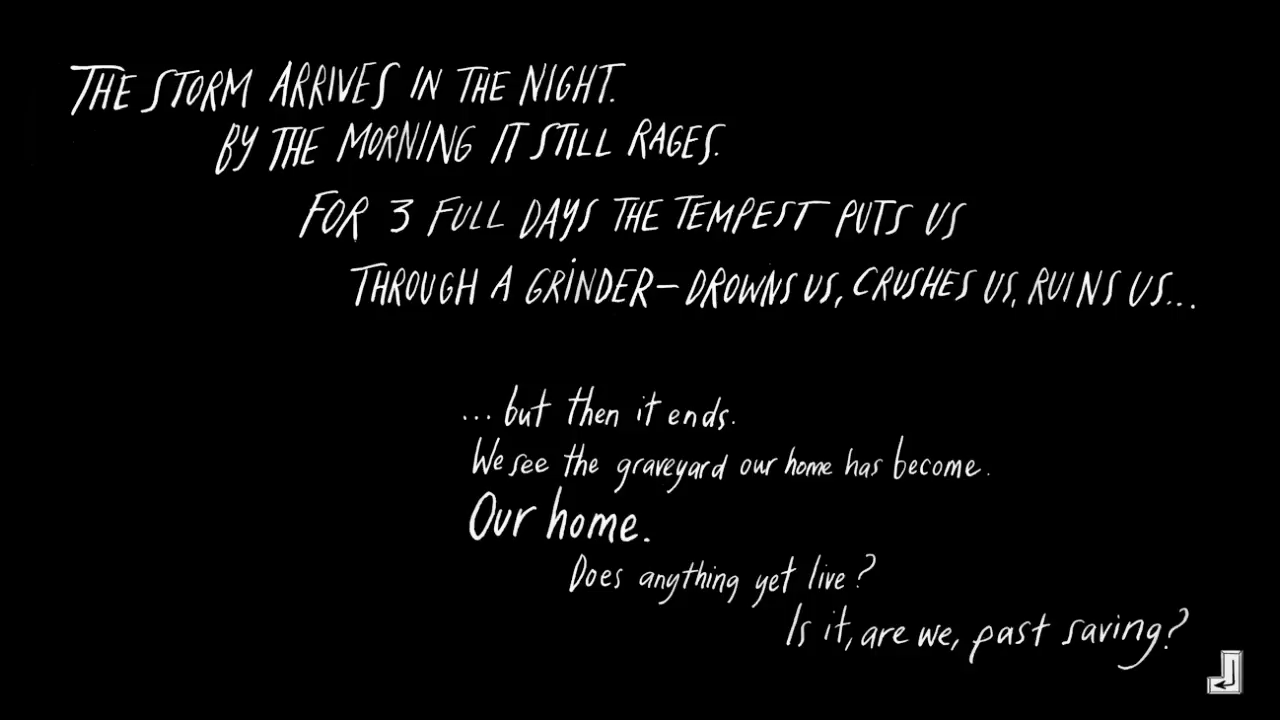 THE STORM ARRIVES IN THE NIGHT.
BY THE MORNING IT STILL RAGES.
FOR 3 FULL DAYS THE TEMPEST PUTS US
THROUGH A GRINDER — DROWNS US, CRUSHES US, RUINS US...
... but then it ends.
We see the graveyard our home has become.
Our home.
Does anything yet live?
Is it, are we, past saving?